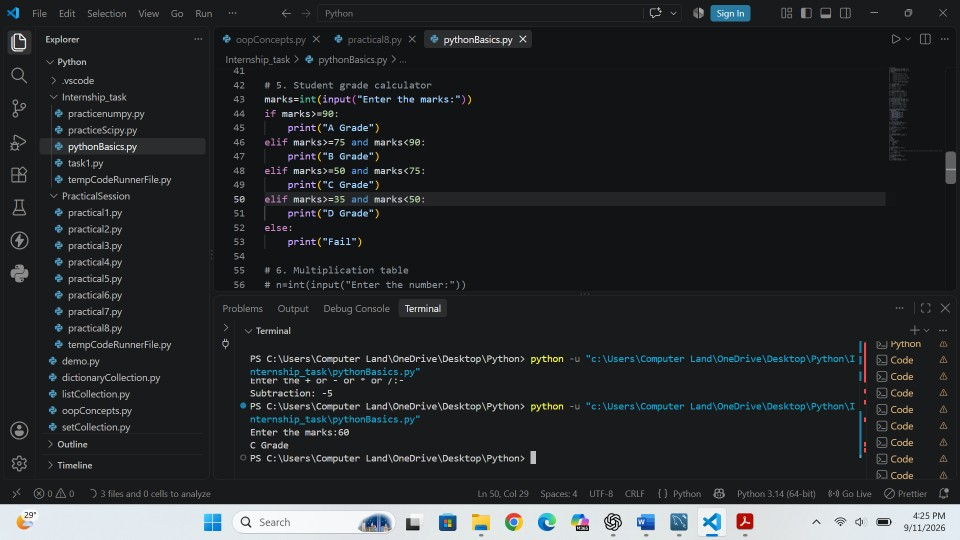 File Edit Selection View Go Run ··· Python Sign In
Explorer
Python
.vscode
Internship_task
practicenumpy.py
practiceScipy.py
pythonBasics.py
task1.py
tempCodeRunnerFile.py
PracticalSession
practical1.py
practical2.py
practical3.py
practical4.py
practical5.py
practical6.py
practical7.py
practical8.py
tempCodeRunnerFile.py
demo.py
dictionaryCollection.py
listCollection.py
oopConcepts.py
setCollection.py
Outline
Timeline
oopConcepts.py practical8.py pythonBasics.py
Internship_task > pythonBasics.py > ...
41
42 # 5. Student grade calculator
43 marks=int(input("Enter the marks:"))
44 if marks>=90:
45 print("A Grade")
46 elif marks>=75 and marks<90:
47 print("B Grade")
48 elif marks>=50 and marks<75:
49 print("C Grade")
50 elif marks>=35 and marks<50:
51 print("D Grade")
52 else:
53 print("Fail")
54
55 # 6. Multiplication table
56 # n=int(input("Enter the number:"))
Problems Output Debug Console Terminal
Terminal
PS C:\Users\Computer Land\OneDrive\Desktop\Python> python -u "c:\Users\Computer Land\OneDrive\Desktop\Python\I
nternship_task\pythonBasics.py"
Enter the + or - or * or /:-
Subtraction: -5
PS C:\Users\Computer Land\OneDrive\Desktop\Python> python -u "c:\Users\Computer Land\OneDrive\Desktop\Python\I
nternship_task\pythonBasics.py"
Enter the marks:60
C Grade
PS C:\Users\Computer Land\OneDrive\Desktop\Python>
Python
Code
Code
Code
Code
Code
Code
Code
Code
0 0 3 files and 0 cells to analyze Ln 50, Col 29 Spaces: 4 UTF-8 CRLF { } Python Python 3.14 (64-bit) Go Live Prettier
29° Search M365 4:25 PM
9/11/2026